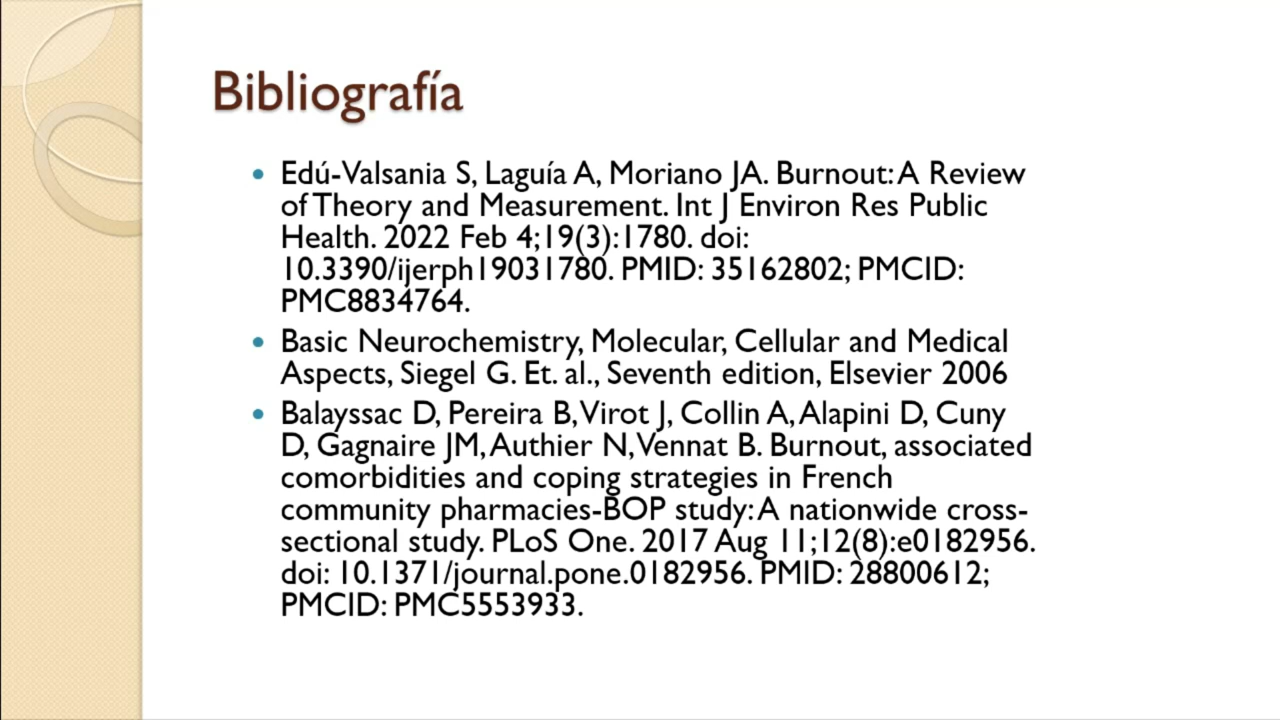 Bibliografía
• Edú-Valsania S, Laguía A, Moriano JA. Burnout: A Review
of Theory and Measurement. Int J Environ Res Public
Health. 2022 Feb 4;19(3):1780. doi:
10.3390/ijerph19031780. PMID: 35162802; PMCID:
PMC8834764.
• Basic Neurochemistry, Molecular, Cellular and Medical
Aspects, Siegel G. Et. al., Seventh edition, Elsevier 2006
• Balayssac D, Pereira B, Virot J, Collin A, Alapini D, Cuny
D, Gagnaire JM, Authier N, Vennat B. Burnout, associated
comorbidities and coping strategies in French
community pharmacies-BOP study: A nationwide cross-
sectional study. PLoS One. 2017 Aug 11;12(8):e0182956.
doi: 10.1371/journal.pone.0182956. PMID: 28800612;
PMCID: PMC5553933.